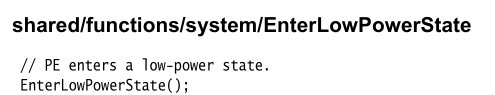 shared/functions/system/EnterLowPowerState
// PE enters a low-power state.
EnterLowPowerState();